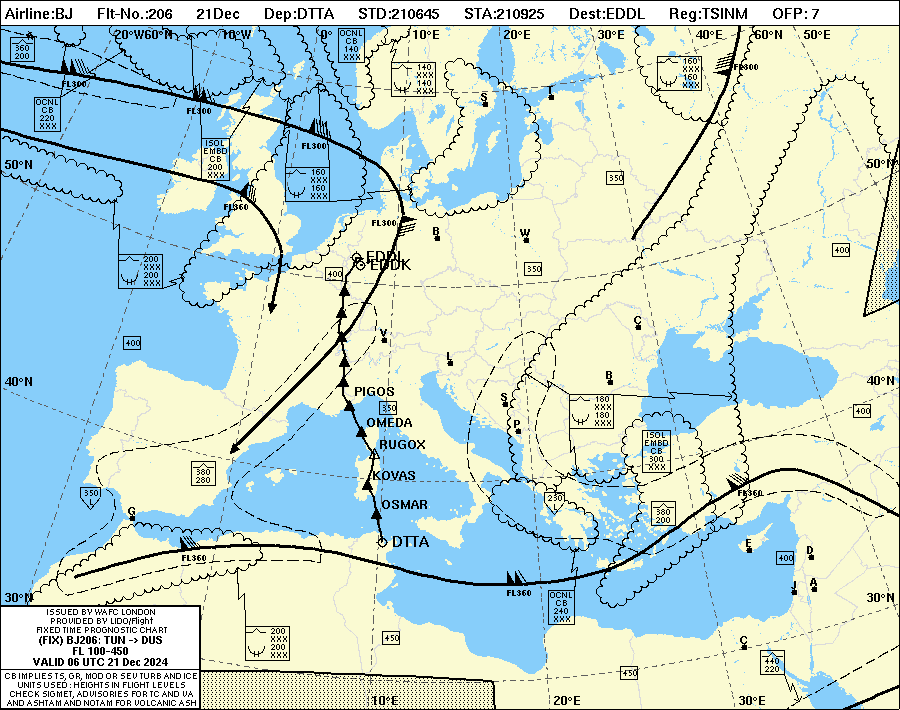 Airline:BJ Flt-No.:206 21Dec Dep:DTTA STD:210645 STA:210925 Dest:EDDL Reg:TSINM OFP: 7
20°W60°N 10°W 0° 10°E 20°E 30°E 40°E 60°N 50°E
360
200
OCNL
CB
140
XXX
140
XXX
140
XXX
160
XXX
160
XXX
FL300
FL300
FL300
FL300
OCNL
CB
220
XXX
S
T
ISOL
EMBD
CB
200
XXX
50°N
50°N
160
XXX
160
XXX
350
FL360
FL300
B
W
400
200
XXX
200
XXX
EDDL
EDDK
400
350
400
V
C
L
40°N
40°N
B
PIGOS
S
350
180
XXX
180
XXX
400
OMEDA
P
RUGOX
ISOL
EMBD
CB
300
XXX
380
280
KOVAS
350
230
FL360
OSMAR
G
380
200
DTTA
E
D
FL360
400
FL360
J
A
30°N
30°N
OCNL
CB
240
XXX
200
XXX
200
XXX
450
C
440
220
450
10°E 20°E 30°E
ISSUED BY WAFC LONDON
PROVIDED BY LIDO/Flight
FIXED TIME PROGNOSTIC CHART
(FIX) BJ206: TUN -> DUS
FL 100-450
VALID 06 UTC 21 Dec 2024
CB IMPLIES TS, GR, MOD OR SEV TURB AND ICE
UNITS USED : HEIGHTS IN FLIGHT LEVELS
CHECK SIGMET, ADVISORIES FOR TC AND VA
AND ASHTAM AND NOTAM FOR VOLCANIC ASH